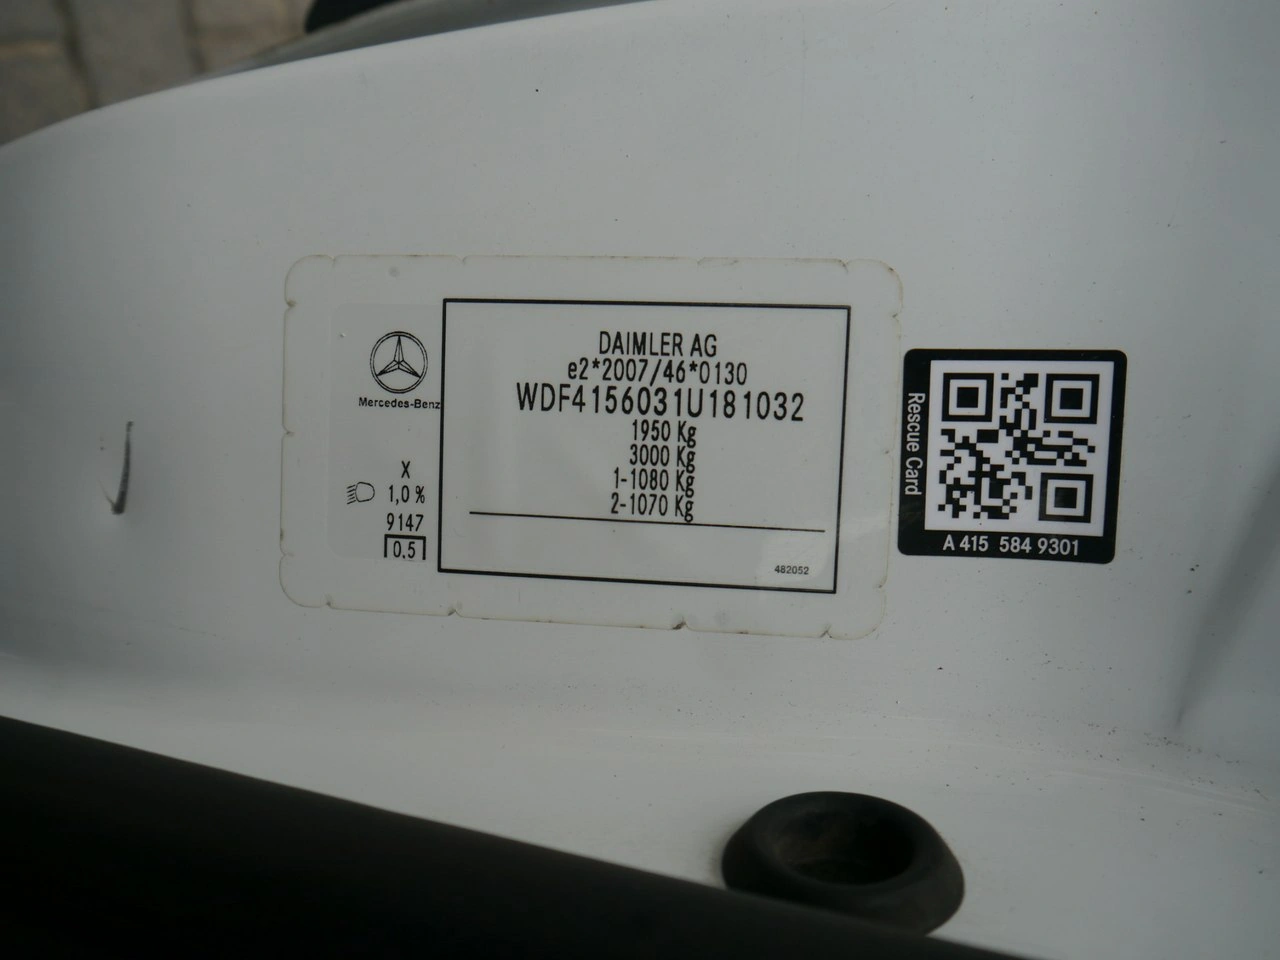 DAIMLER AG
e2*2007/46*0130
WDF4156031U181032
1950 Kg
3000 Kg
1-1080 Kg
2-1070 Kg
482052
Mercedes-Benz
X
1,0 %
9147
0.5
Rescue Card
A 415 584 9301